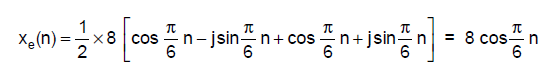 xₑ(n) = 1/2 × 8 [cos π/6 n – jsin π/6 n + cos π/6 n + jsin π/6 n] = 8 cos π/6 n